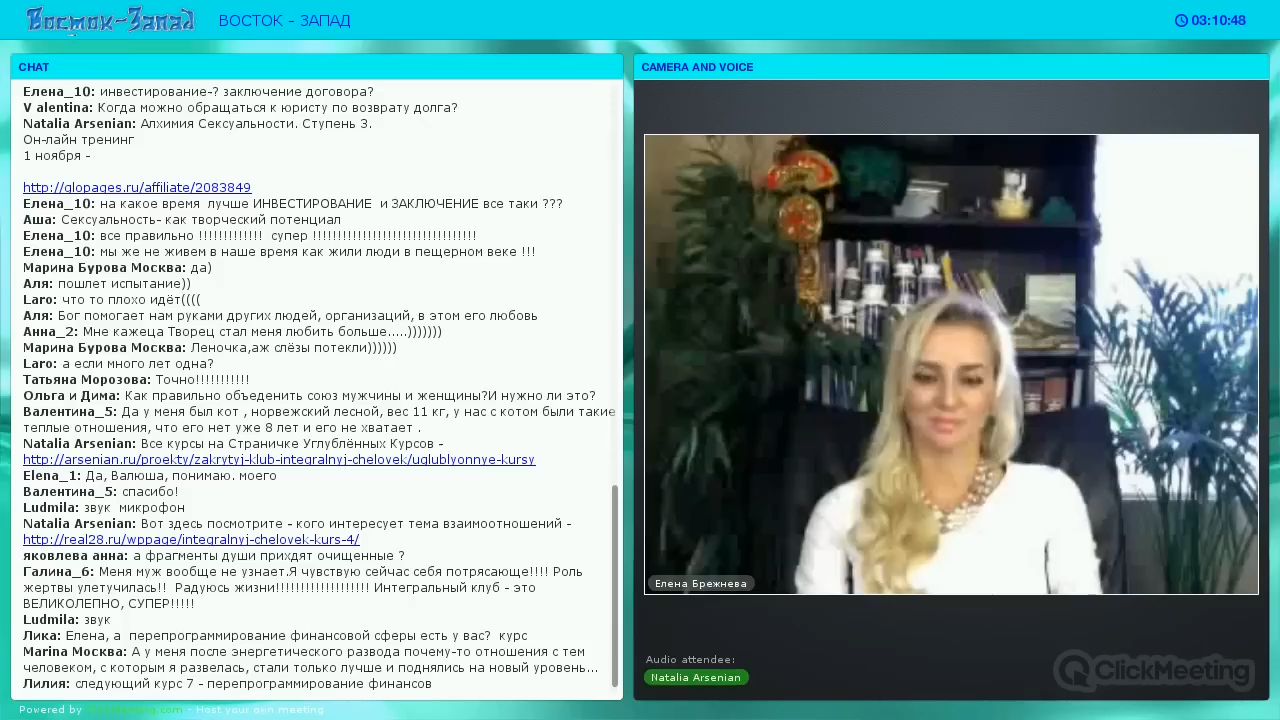 Восток-Запад
ВОСТОК - ЗАПАД
03:10:48
CHAT
Елена_10: инвестирование-? заключение договора?
V alentina: Когда можно обращаться к юристу по возврату долга?
Natalia Arsenian: Алхимия Сексуальности. Ступень 3.
Он-лайн тренинг
1 ноября -
http://glopages.ru/affiliate/2083849
Елена_10: на какое время лучше ИНВЕСТИРОВАНИЕ и ЗАКЛЮЧЕНИЕ все таки ???
Аша: Сексуальность- как творческий потенциал
Елена_10: все правильно !!!!!!!!!!!!! супер !!!!!!!!!!!!!!!!!!!!!!!!!!!!!!!!!
Елена_10: мы же не живем в наше время как жили люди в пещерном веке !!!
Марина Бурова Москва: да)
Аля: пошлет испытание))
Laro: что то плохо идёт((((
Аля: Бог помогает нам руками других людей, организаций, в этом его любовь
Анна_2: Мне кажеца Творец стал меня любить больше.....)))))))
Марина Бурова Москва: Леночка,аж слёзы потекли))))))
Laro: а если много лет одна?
Татьяна Морозова: Точно!!!!!!!!!!!
Ольга и Дима: Как правильно объеденить союз мужчины и женщины?И нужно ли это?
Валентина_5: Да у меня был кот , норвежский лесной, вес 11 кг, у нас с котом были такие
теплые отношения, что его нет уже 8 лет и его не хватает .
Natalia Arsenian: Все курсы на Страничке Углублённых Курсов -
http://arsenian.ru/proekty/zakrytyj-klub-integralnyj-chelovek/uglublyonnye-kursy
Elena_1: Да, Валюша, понимаю. моего
Валентина_5: спасибо!
Ludmila: звук микрофон
Natalia Arsenian: Вот здесь посмотрите - кого интересует тема взаимоотношений -
http://real28.ru/wppage/integralnyj-chelovek-kurs-4/
яковлева анна: а фрагменты души прихдят очищенные ?
Галина_6: Меня муж вообще не узнает.Я чувствую сейчас себя потрясающе!!!! Роль
жертвы улетучилась!! Радуюсь жизни!!!!!!!!!!!!!!!!!!! Интегральный клуб - это
ВЕЛИКОЛЕПНО, СУПЕР!!!!!
Ludmila: звук
Лика: Елена, а перепрограммирование финансовой сферы есть у вас? курс
Marina Москва: А у меня после энергетического развода почему-то отношения с тем
человеком, с которым я развелась, стали только лучше и поднялись на новый уровень...
Лилия: следующий курс 7 - перепрограммирование финансов
Powered by ClickMeeting.com - Host your own meeting
CAMERA AND VOICE
Елена Брежнева
Audio attendee:
Natalia Arsenian
ClickMeeting